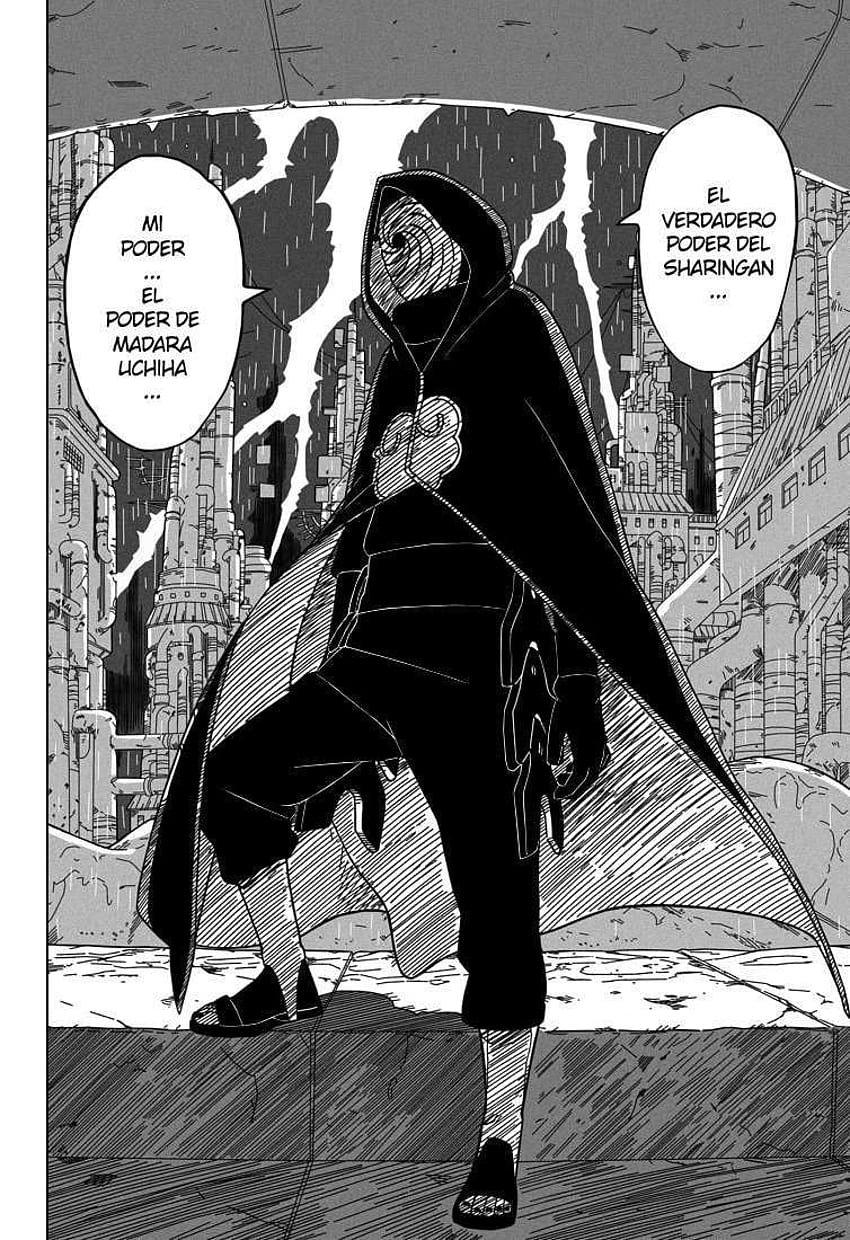 EL
VERDADERO
PODER DEL
SHARINGAN
...
MI
PODER
...
EL
PODER DE
MADARA
UCHIHA
...